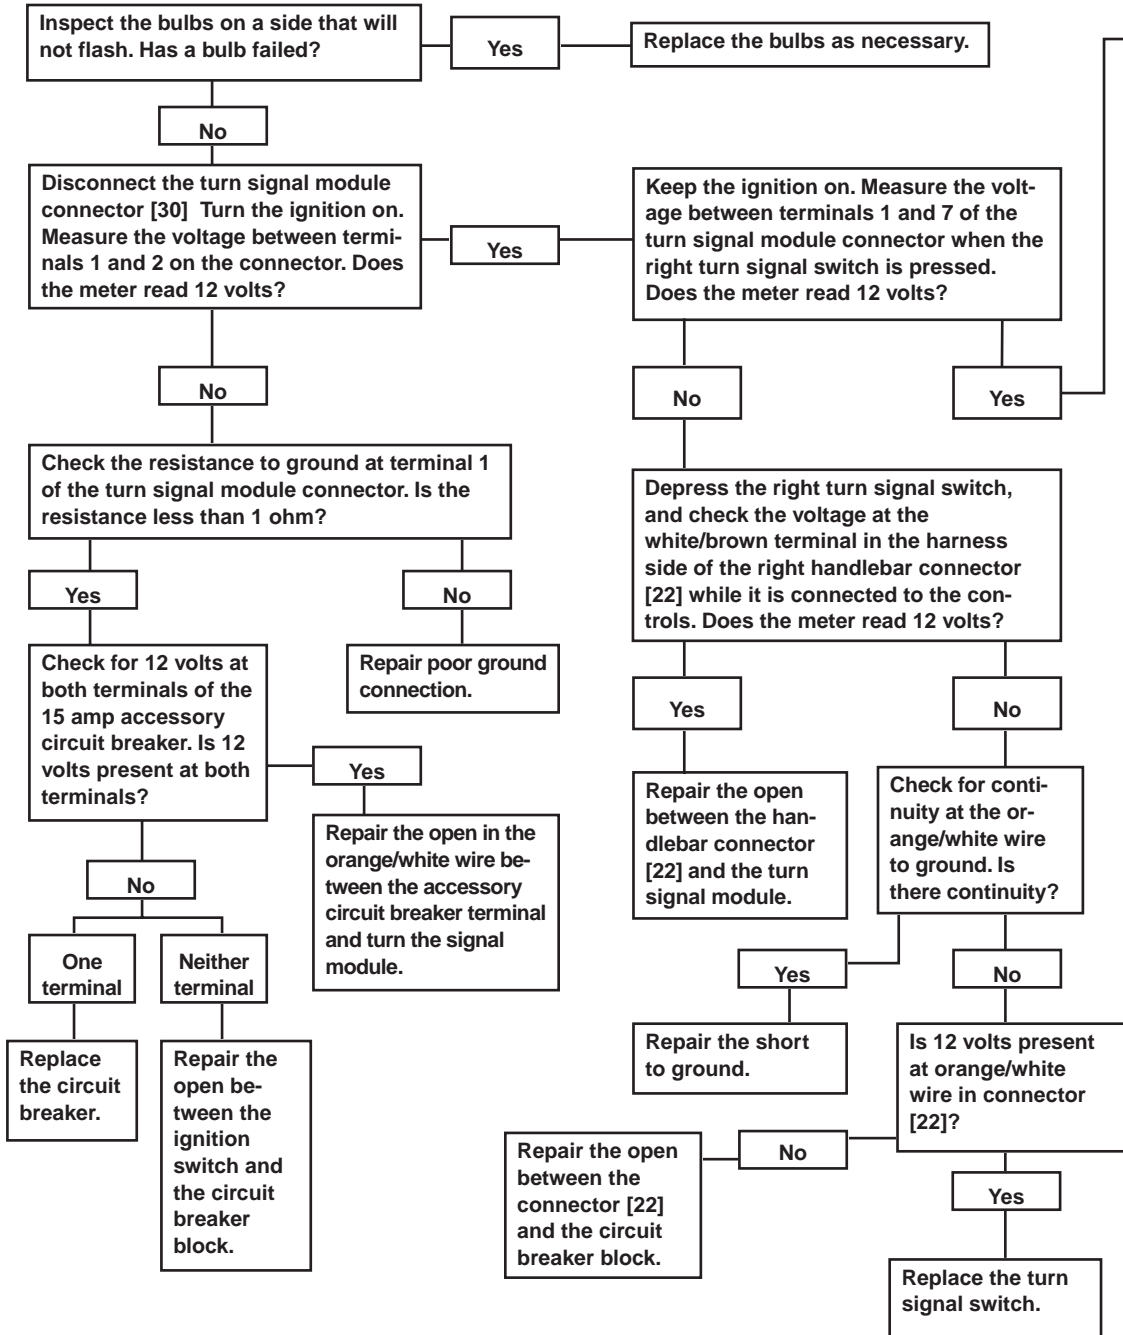 Inspect the bulbs on a side that will
not flash. Has a bulb failed?
Yes
Replace the bulbs as necessary.
No
Disconnect the turn signal module
connector [30]  Turn the ignition on.
Measure the voltage between termi-
nals 1 and 2 on the connector. Does
the meter read 12 volts?
Yes
Keep the ignition on. Measure the volt-
age between terminals 1 and 7 of the
turn signal module connector when the
right turn signal switch is pressed.
Does the meter read 12 volts?
No
No
Yes
Check the resistance to ground at terminal 1
of the turn signal module connector. Is the
resistance less than 1 ohm?
Yes
No
Depress the right turn signal switch,
and check the voltage at the
white/brown terminal in the harness
side of the right handlebar connector
[22] while it is connected to the con-
trols. Does the meter read 12 volts?
Check for 12 volts at
both terminals of the
15 amp accessory
circuit breaker. Is 12
volts present at both
terminals?
Repair poor ground
connection.
Yes
Yes
No
Repair the open in the
orange/white wire be-
tween the accessory
circuit breaker terminal
and turn the signal
module.
Repair the open
between the han-
dlebar connector
[22] and the turn
signal module.
Check for conti-
nuity at the or-
ange/white wire
to ground. Is
there continuity?
No
One
terminal
Neither
terminal
Yes
No
Replace
the circuit
breaker.
Repair the
open be-
tween the
ignition
switch and
the circuit
breaker
block.
Repair the short
to ground.
Is 12 volts present
at orange/white
wire in connector
[22]?
No
Repair the open
between the
connector [22]
and the circuit
breaker block.
Yes
Replace the turn
signal switch.